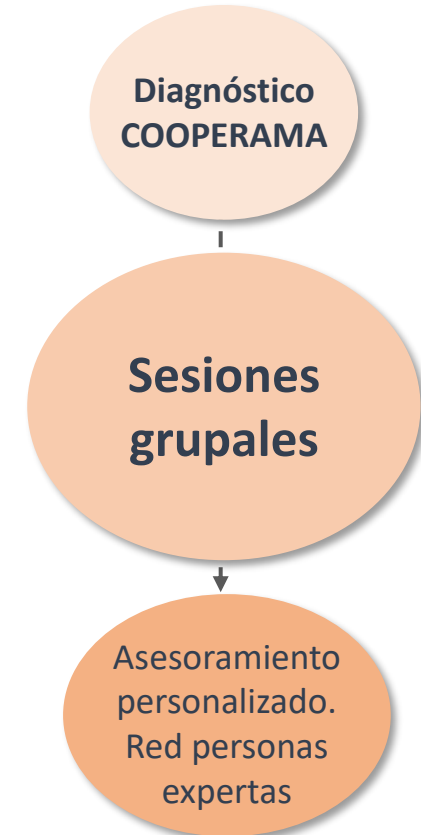 Diagnóstico
COOPERAMA
Sesiones
grupales
Asesoramiento
personalizado.
Red personas
expertas